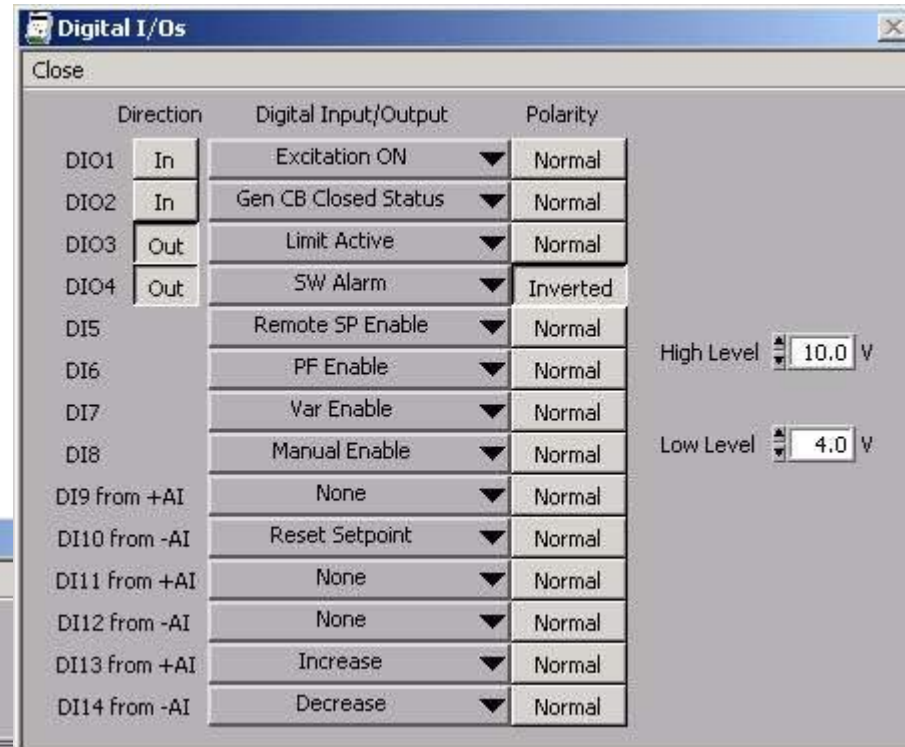 Digital I/Os
Close
Direction Digital Input/Output Polarity
DIO1 In Excitation ON Normal
DIO2 In Gen CB Closed Status Normal
DIO3 Out Limit Active Normal
DIO4 Out SW Alarm Inverted
DI5 Remote SP Enable Normal
High Level 10.0 V
DI6 PF Enable Normal
DI7 Var Enable Normal
Low Level 4.0 V
DI8 Manual Enable Normal
DI9 from +AI None Normal
DI10 from -AI Reset Setpoint Normal
DI11 from +AI None Normal
DI12 from -AI None Normal
DI13 from +AI Increase Normal
DI14 from -AI Decrease Normal